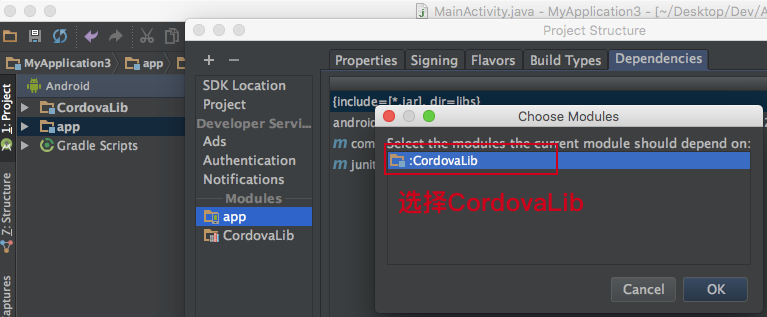 MainActivity.java - MyApplication3 - [~/Desktop/Dev/A
Project Structure
MyApplication3
app
Android
CordovaLib
app
Gradle Scripts
1: Project
Z: Structure
aptures
SDK Location
Project
Developer Servi...
Ads
Authentication
Notifications
Modules
app
CordovaLib
Properties
Signing
Flavors
Build Types
Dependencies
{include=[*.jar], dir=libs}
android
m com
m junit
Choose Modules
Select the modules the current module should depend on:
:CordovaLib
选择CordovaLib
Cancel
OK